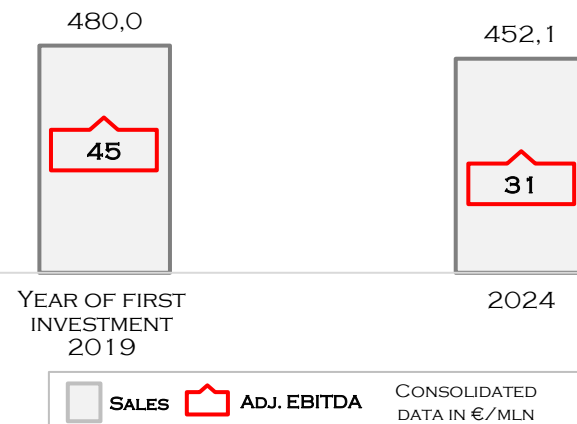 480,0
452,1
45
31
YEAR OF FIRST
INVESTMENT
2019
2024
SALES
ADJ. EBITDA
CONSOLIDATED
DATA IN €/MLN